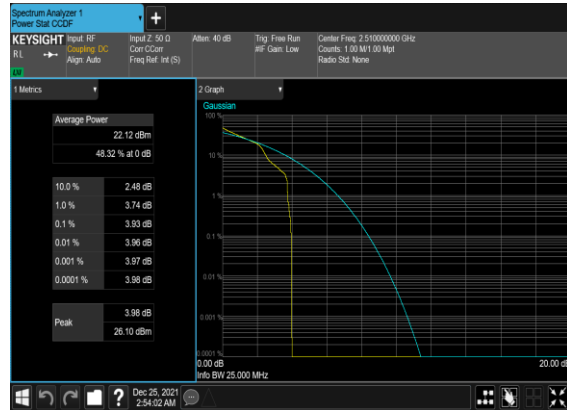 Spectrum Analyzer 1
Power Stat CCDF
+
KEYSIGHT
R L
LXI
Input: RF
Coupling: DC
Align: Auto
Input Z: 50 Ω
Corr CCorr
Freq Ref: Int (S)
Atten: 40 dB
Trig: Free Run
#IF Gain: Low
Center Freq: 2.510000000 GHz
Counts: 1.00 M/1.00 Mpt
Radio Std: None
1 Metrics
Average Power
22.12 dBm
48.32 % at 0 dB
10.0 % 2.48 dB
1.0 % 3.74 dB
0.1 % 3.93 dB
0.01 % 3.96 dB
0.001 % 3.97 dB
0.0001 % 3.98 dB
Peak 3.98 dB
26.10 dBm
2 Graph
Gaussian
100 %
10 %
1 %
0.1 %
0.01 %
0.001 %
0.0001 %
0.00 dB
20.00 dB
Info BW 25.000 MHz
?
Dec 25, 2021
2:54:02 AM